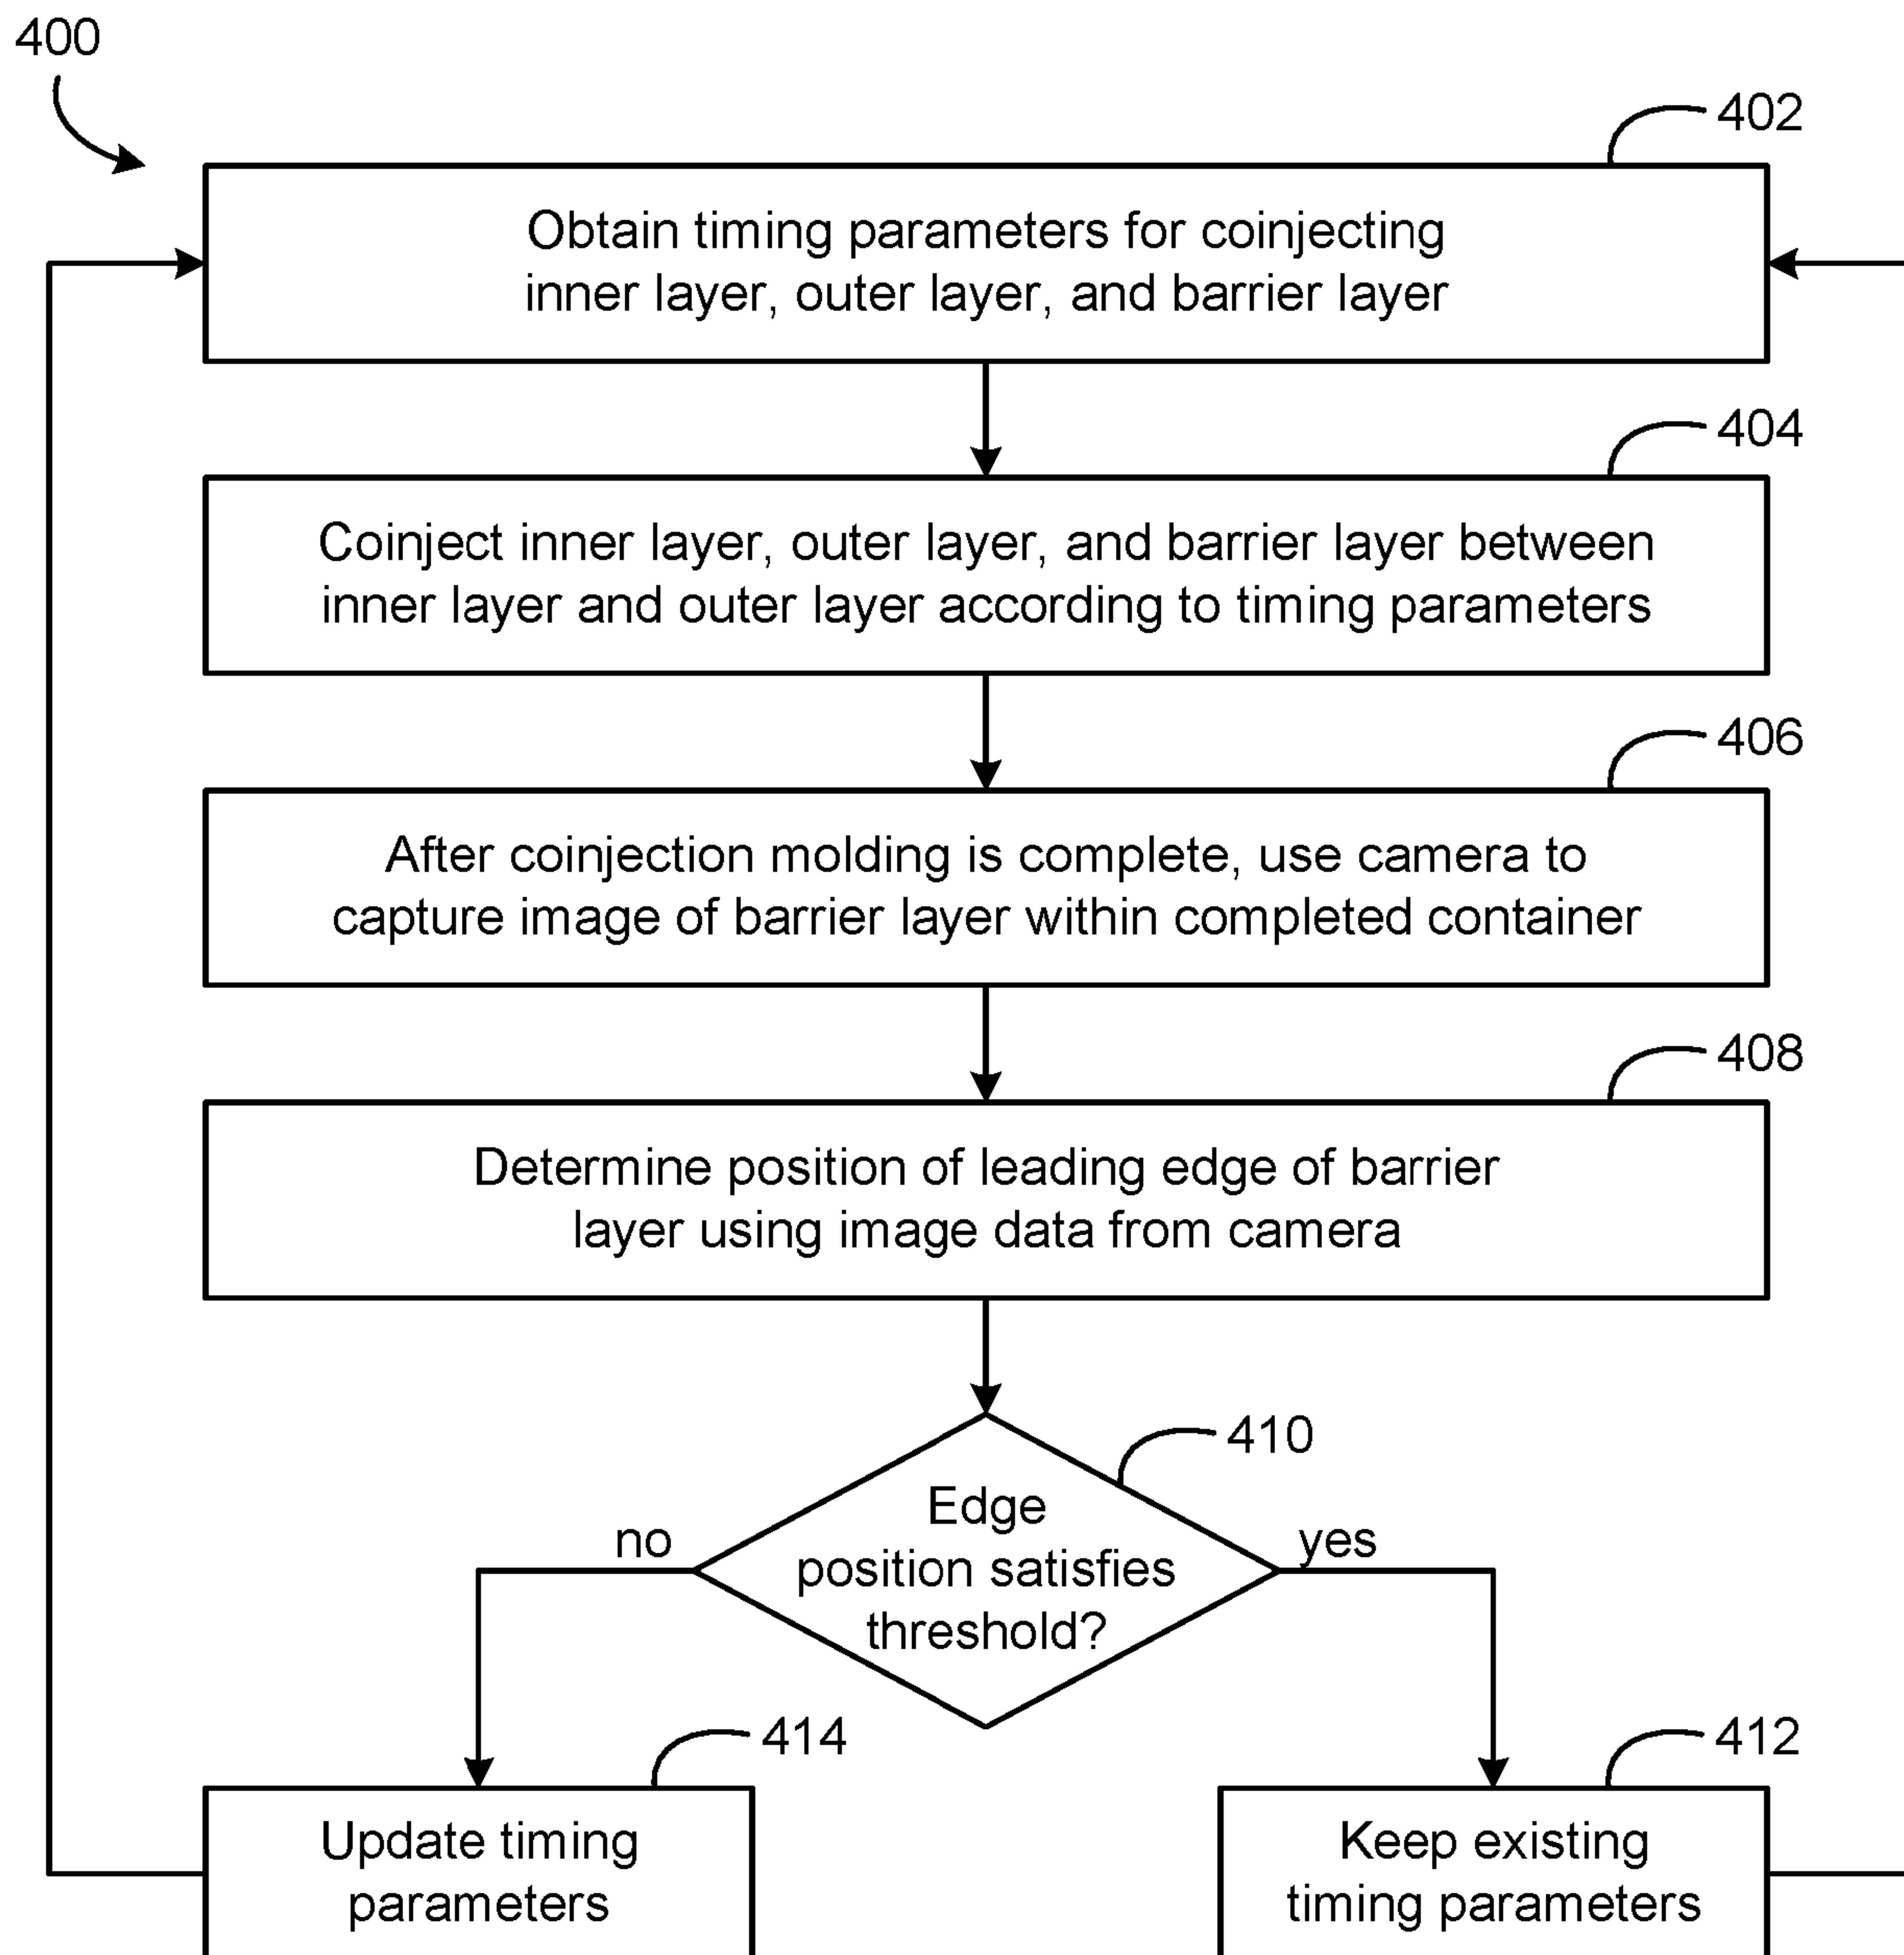 400
402
Obtain timing parameters for coinjecting
inner layer, outer layer, and barrier layer
404
Coinject inner layer, outer layer, and barrier layer between
inner layer and outer layer according to timing parameters
406
After coinjection molding is complete, use camera to
capture image of barrier layer within completed container
408
Determine position of leading edge of barrier
layer using image data from camera
410
Edge
position satisfies
threshold?
no
yes
414
Update timing
parameters
412
Keep existing
timing parameters